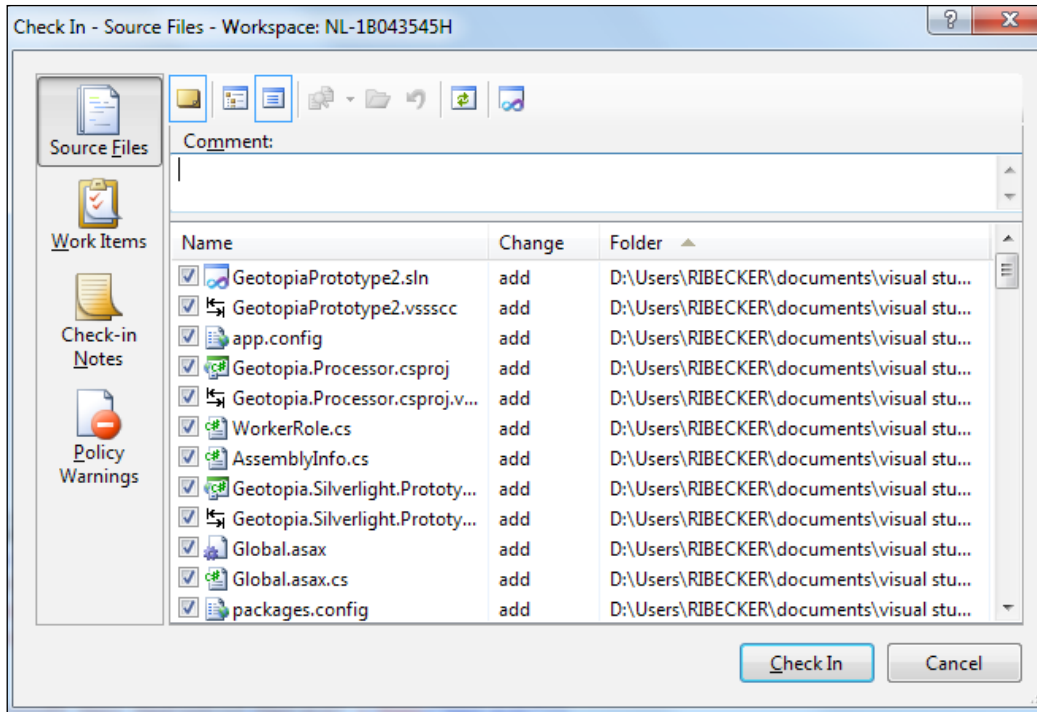 Check In - Source Files - Workspace: NL-1B043545H
Source Files
Work Items
Check-in
Notes
Policy
Warnings
Comment:
Name Change Folder
GeotopiaPrototype2.sln add D:\Users\RIBECKER\documents\visual stu...
GeotopiaPrototype2.vssscc add D:\Users\RIBECKER\documents\visual stu...
app.config add D:\Users\RIBECKER\documents\visual stu...
Geotopia.Processor.csproj add D:\Users\RIBECKER\documents\visual stu...
Geotopia.Processor.csproj.v... add D:\Users\RIBECKER\documents\visual stu...
WorkerRole.cs add D:\Users\RIBECKER\documents\visual stu...
AssemblyInfo.cs add D:\Users\RIBECKER\documents\visual stu...
Geotopia.Silverlight.Prototy... add D:\Users\RIBECKER\documents\visual stu...
Geotopia.Silverlight.Prototy... add D:\Users\RIBECKER\documents\visual stu...
Global.asax add D:\Users\RIBECKER\documents\visual stu...
Global.asax.cs add D:\Users\RIBECKER\documents\visual stu...
packages.config add D:\Users\RIBECKER\documents\visual stu...
Check In Cancel